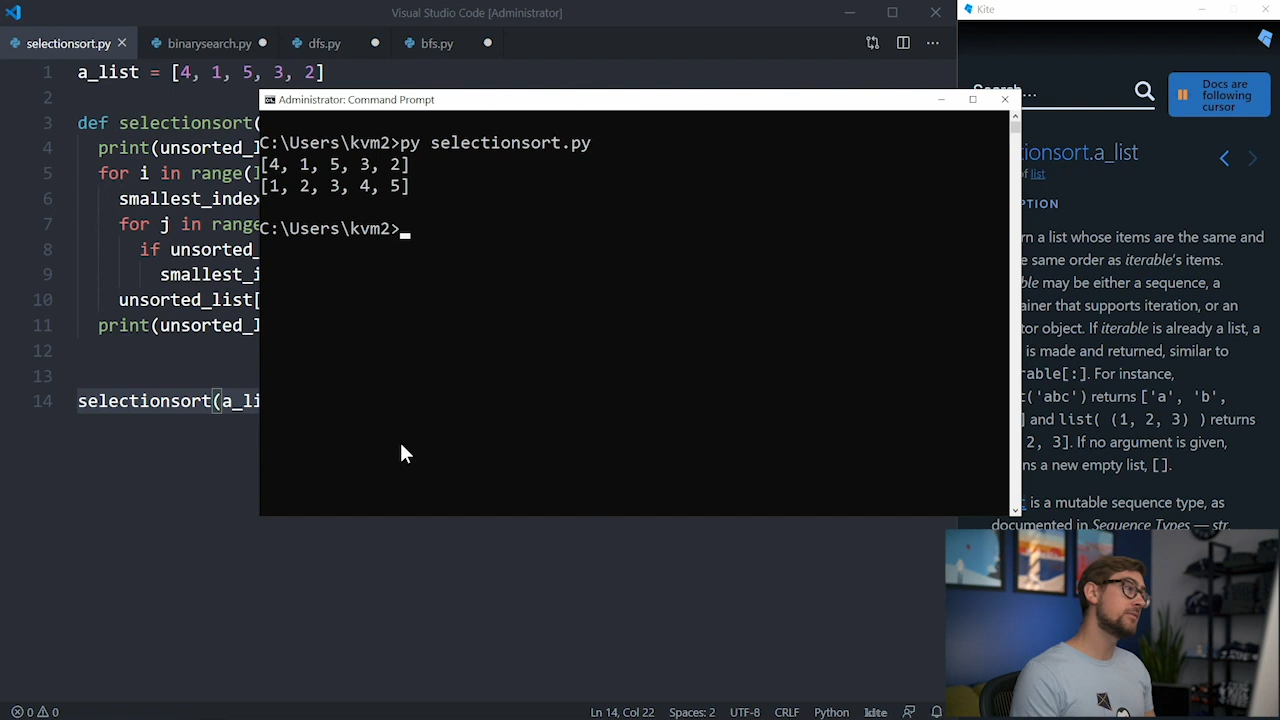 Visual Studio Code [Administrator]
Kite
selectionsort.py
binarysearch.py
dfs.py
bfs.py
1 a_list = [4, 1, 5, 3, 2]
2
3 def selectionsort(
4 print(unsorted_l
5 for i in range(l
6 smallest_index
7 for j in range
8 if unsorted_
9 smallest_i
10 unsorted_list[
11 print(unsorted_l
12
13
14 selectionsort(a_li
Administrator: Command Prompt
C:\Users\kvm2>py selectionsort.py
[4, 1, 5, 3, 2]
[1, 2, 3, 4, 5]
C:\Users\kvm2>
Docs are
following
cursor
ionsort.a_list
of list
PTION
rn a list whose items are the same and
e same order as iterable's items.
ble may be either a sequence, a
ainer that supports iteration, or an
tor object. If iterable is already a list, a
is made and returned, similar to
rable[:]. For instance,
t('abc') returns ['a', 'b',
] and list( (1, 2, 3) ) returns
2, 3]. If no argument is given,
ns a new empty list, [].
is a mutable sequence type, as
documented in Sequence Types — str,
0 0
Ln 14, Col 22 Spaces: 2 UTF-8 CRLF Python kite